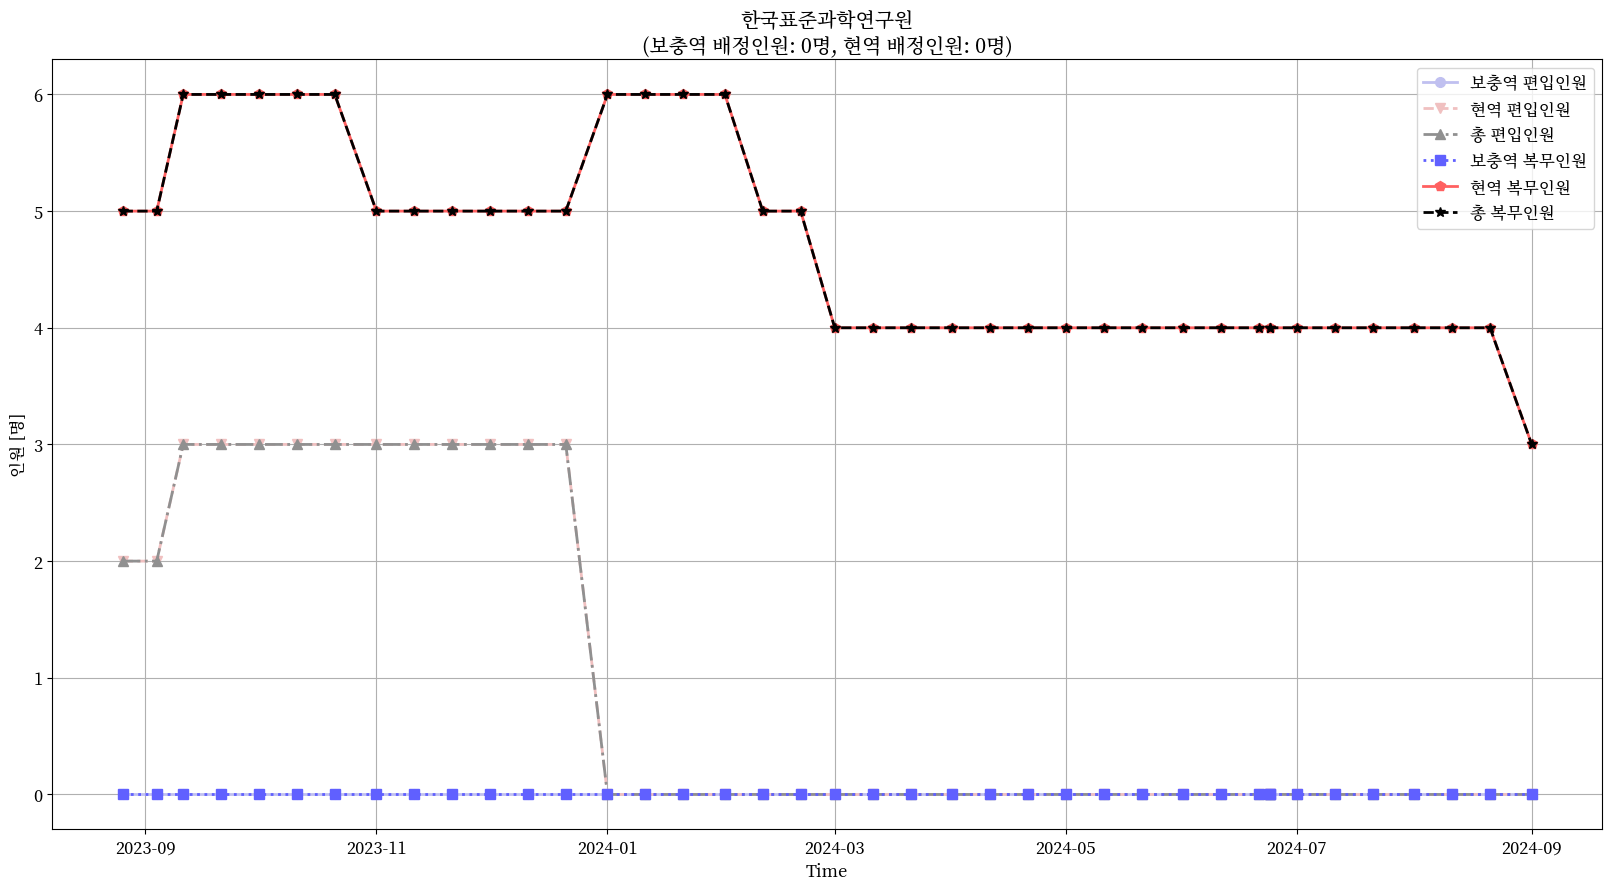 한국표준과학연구원
(보충역 배정인원: 0명, 현역 배정인원: 0명)
보충역 편입인원
현역 편입인원
총 편입인원
보충역 복무인원
현역 복무인원
총 복무인원
인원 [명]
6
5
4
3
2
1
0
2023-09 2023-11 2024-01 2024-03 2024-05 2024-07 2024-09
Time